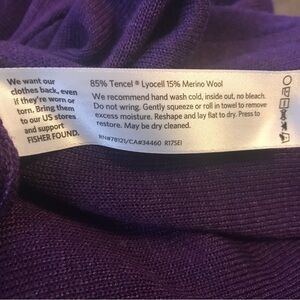 We want our
clothes back, even
if they're worn or
torn. Bring them
to our US stores
and support
FISHER FOUND.
85% Tencel ® Lyocell 15% Merino Wool
We recommend hand wash cold, inside out, no bleach.
Do not wring. Gently squeeze or roll in towel to remove
excess moisture. Reshape and lay flat to dry. Press to
restore. May be dry cleaned.
RN#78121/CA#34460 R175EI